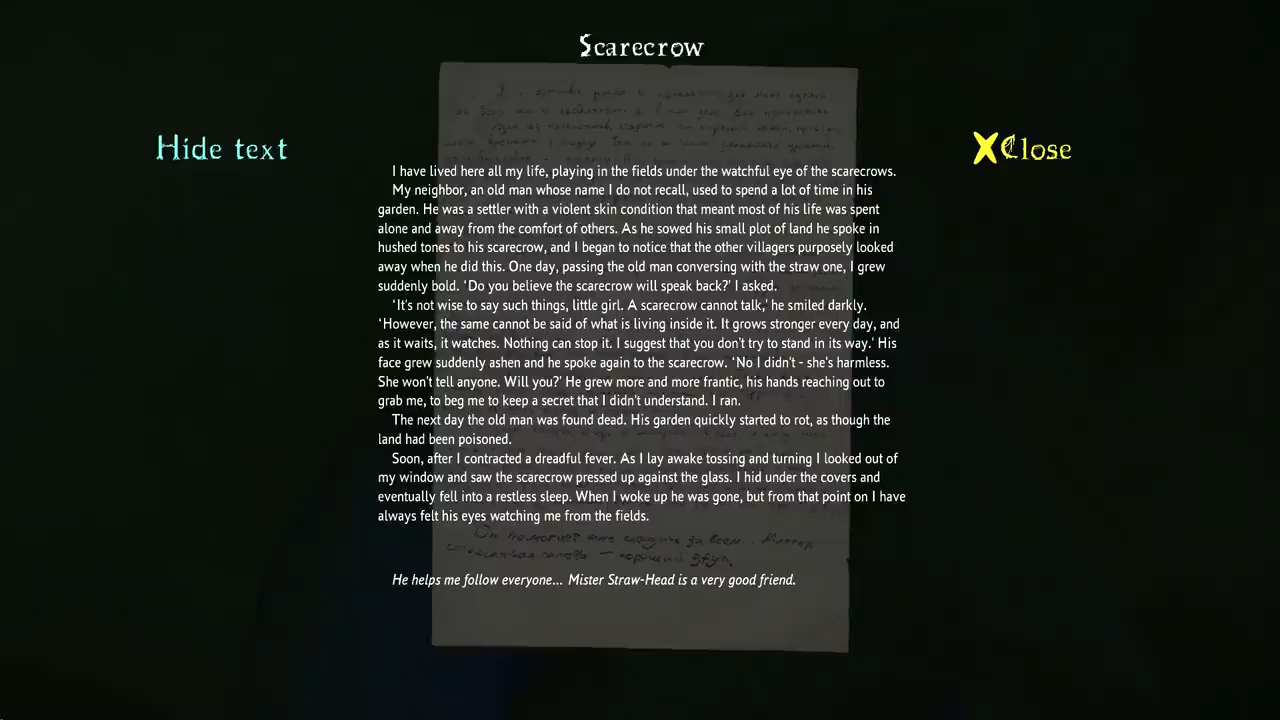 Scarecrow
Hide text
Close
I have lived here all my life, playing in the fields under the watchful eye of the scarecrows.
My neighbor, an old man whose name I do not recall, used to spend a lot of time in his
garden. He was a settler with a violent skin condition that meant most of his life was spent
alone and away from the comfort of others. As he sowed his small plot of land he spoke in
hushed tones to his scarecrow, and I began to notice that the other villagers purposely looked
away when he did this. One day, passing the old man conversing with the straw one, I grew
suddenly bold. 'Do you believe the scarecrow will speak back?' I asked.
'It's not wise to say such things, little girl. A scarecrow cannot talk,' he smiled darkly.
'However, the same cannot be said of what is living inside it. It grows stronger every day, and
as it waits, it watches. Nothing can stop it. I suggest that you don't try to stand in its way.' His
face grew suddenly ashen and he spoke again to the scarecrow. 'No I didn't - she's harmless.
She won't tell anyone. Will you?' He grew more and more frantic, his hands reaching out to
grab me, to beg me to keep a secret that I didn't understand. I ran.
The next day the old man was found dead. His garden quickly started to rot, as though the
land had been poisoned.
Soon, after I contracted a dreadful fever. As I lay awake tossing and turning I looked out of
my window and saw the scarecrow pressed up against the glass. I hid under the covers and
eventually fell into a restless sleep. When I woke up he was gone, but from that point on I have
always felt his eyes watching me from the fields.
Он помогает мне следить за всем. Мистер
соломенная голова – хороший друг.
He helps me follow everyone... Mister Straw-Head is a very good friend.